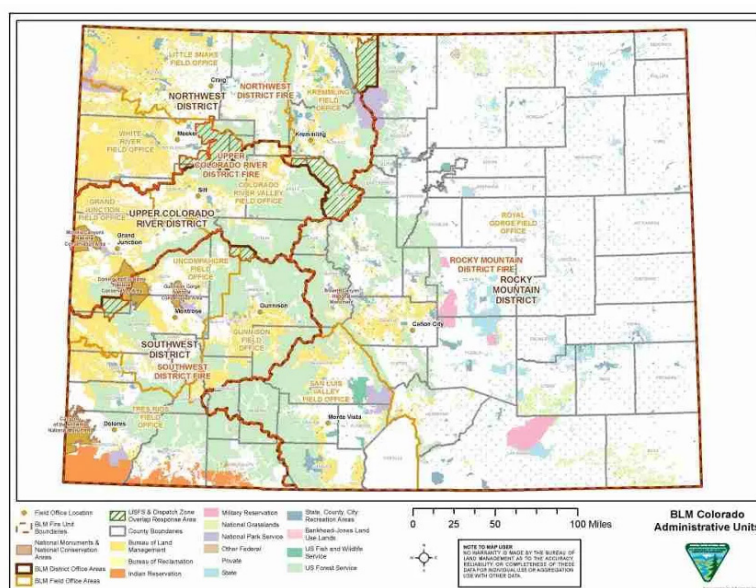 LITTLE SNAKE
FIELD OFFICE
Craig
NORTHWEST
DISTRICT
NORTHWEST
DISTRICT FIRE
KREMMLING
FIELD
OFFICE
WHITE
RIVER
FIELD OFFICE
Meeker
Kremmling
UPPER
COLORADO RIVER
DISTRICT FIRE
COLORADO
RIVER VALLEY
FIELD OFFICE
Silt
GRAND
JUNCTION
FIELD OFFICE
UPPER COLORADO
RIVER DISTRICT
Grand
Junction
ROYAL
GORGE FIELD
OFFICE
UNCOMPAHGRE
FIELD
OFFICE
ROCKY MOUNTAIN
DISTRICT FIRE
ROCKY
MOUNTAIN
DISTRICT
Montrose
Gunnison
Cañon City
GUNNISON
FIELD OFFICE
SOUTHWEST
DISTRICT
SOUTHWEST
DISTRICT FIRE
SAN LUIS
VALLEY
FIELD OFFICE
TRES RIOS
FIELD
OFFICE
Dolores
Monte Vista
Field Office Location
BLM Fire Unit
Boundaries
National Monuments &
National Conservation
Areas
BLM District Office Areas
BLM Field Office Areas
USFS & Dispatch Zone
Overlap Response Area
County Boundaries
Bureau of Land
Management
Bureau of Reclamation
Indian Reservation
Military Reservation
National Grasslands
National Park Service
Other Federal
Private
State
State, County, City
Recreation Areas
Bankhead-Jones Land
Use Lands
US Fish and Wildlife
Service
US Forest Service
0 25 50 100 Miles
NOTE TO MAP USER
NO WARRANTY IS MADE BY THE BUREAU OF
LAND MANAGEMENT AS TO THE ACCURACY,
RELIABILITY OR COMPLETENESS OF THESE
DATA FOR INDIVIDUAL USE OR AGGREGATION
USE WITH OTHER DATA.
BLM Colorado
Administrative Units